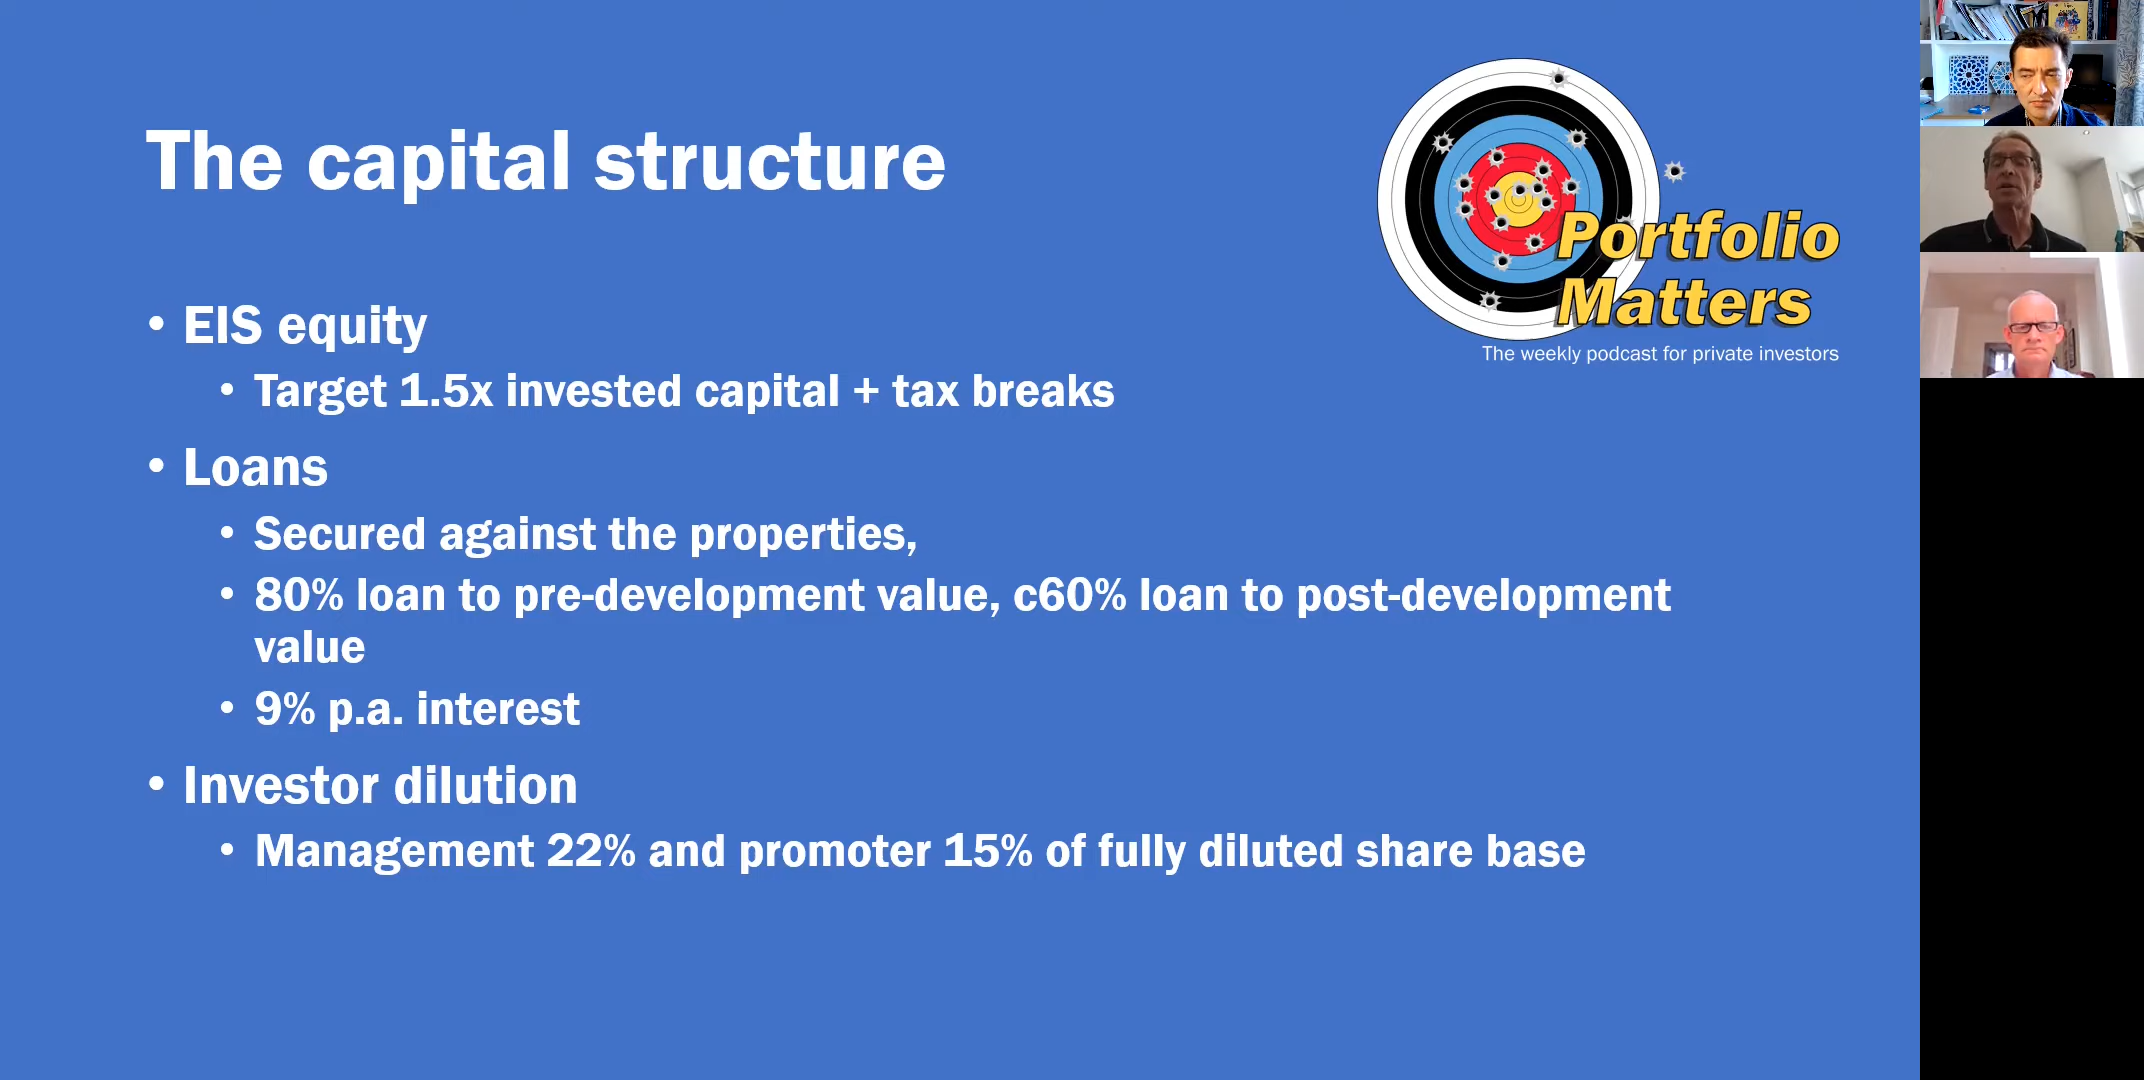 The capital structure
Portfolio
Matters
The weekly podcast for private investors
• EIS equity
• Target 1.5x invested capital + tax breaks
• Loans
• Secured against the properties,
• 80% loan to pre-development value, c60% loan to post-development
value
• 9% p.a. interest
• Investor dilution
• Management 22% and promoter 15% of fully diluted share base